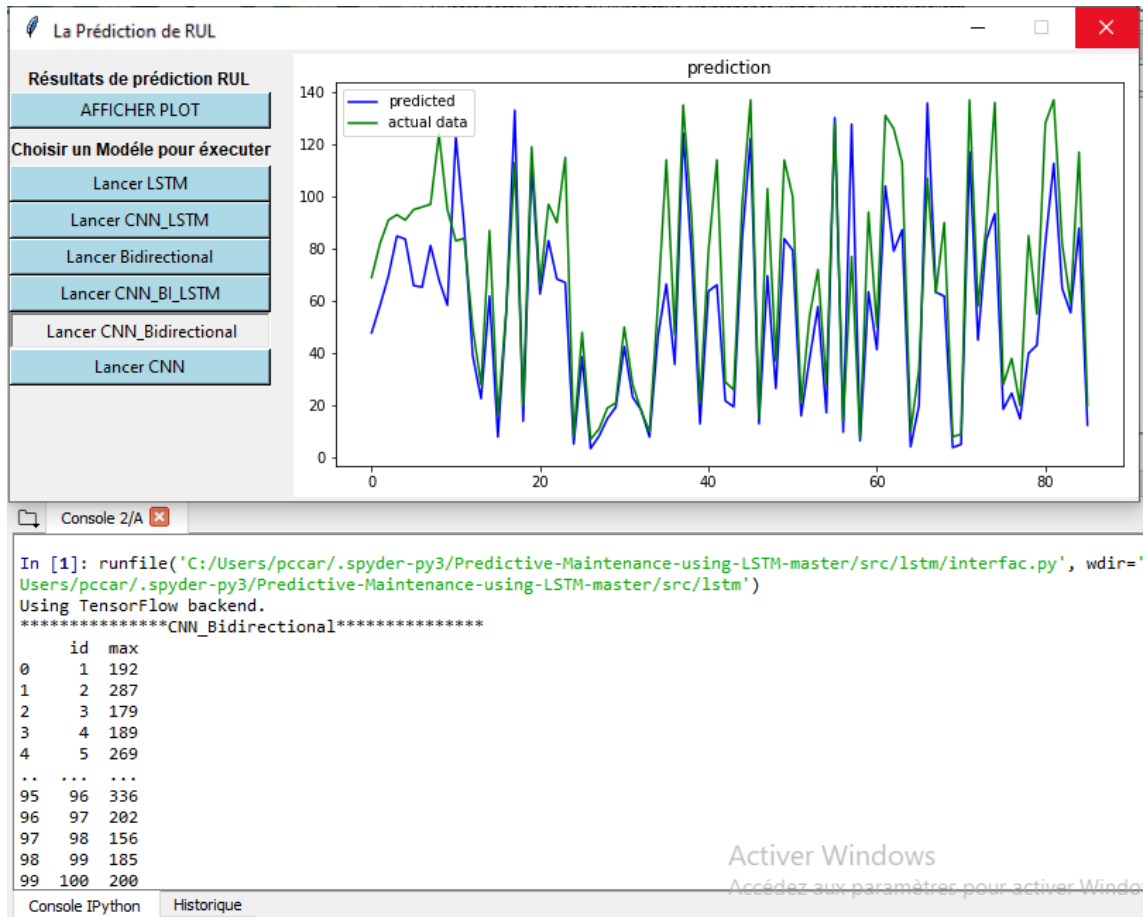 La Prédiction de RUL
Résultats de prédiction RUL
AFFICHER PLOT
Choisir un Modéle pour éxecuter
Lancer LSTM
Lancer CNN_LSTM
Lancer Bidirectional
Lancer CNN_BI_LSTM
Lancer CNN_Bidirectional
Lancer CNN
prediction
predicted
actual data
140
120
100
80
60
40
20
0
0 20 40 60 80
Console 2/A
In [1]: runfile('C:/Users/pccar/.spyder-py3/Predictive-Maintenance-using-LSTM-master/src/lstm/interfac.py', wdir='
Users/pccar/.spyder-py3/Predictive-Maintenance-using-LSTM-master/src/lstm')
Using TensorFlow backend.
***************CNN_Bidirectional***************
id max
0 1 192
1 2 287
2 3 179
3 4 189
4 5 269
.. ... ...
95 96 336
96 97 202
97 98 156
98 99 185
99 100 200
Activer Windows
Accédez aux paramètres pour activer Windo
Console IPython Historique